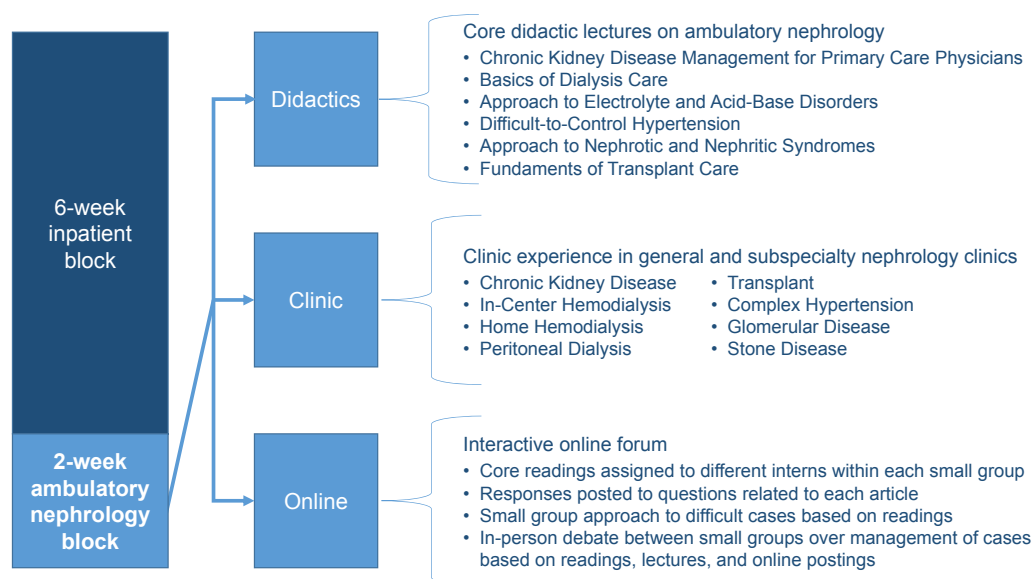 6-week
inpatient
block
2-week
ambulatory
nephrology
block
Didactics
Core didactic lectures on ambulatory nephrology
• Chronic Kidney Disease Management for Primary Care Physicians
• Basics of Dialysis Care
• Approach to Electrolyte and Acid-Base Disorders
• Difficult-to-Control Hypertension
• Approach to Nephrotic and Nephritic Syndromes
• Fundaments of Transplant Care
Clinic
Clinic experience in general and subspecialty nephrology clinics
• Chronic Kidney Disease
• In-Center Hemodialysis
• Home Hemodialysis
• Peritoneal Dialysis
• Transplant
• Complex Hypertension
• Glomerular Disease
• Stone Disease
Online
Interactive online forum
• Core readings assigned to different interns within each small group
• Responses posted to questions related to each article
• Small group approach to difficult cases based on readings
• In-person debate between small groups over management of cases
based on readings, lectures, and online postings